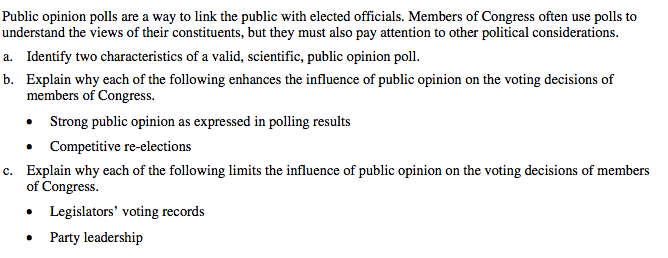 Public opinion polls are a way to link the public with elected officials. Members of Congress often use polls to
understand the views of their constituents, but they must also pay attention to other political considerations.
a. Identify two characteristics of a valid, scientific, public opinion poll.
b. Explain why each of the following enhances the influence of public opinion on the voting decisions of
members of Congress.
• Strong public opinion as expressed in polling results
• Competitive re-elections
c. Explain why each of the following limits the influence of public opinion on the voting decisions of members
of Congress.
• Legislators’ voting records
• Party leadership